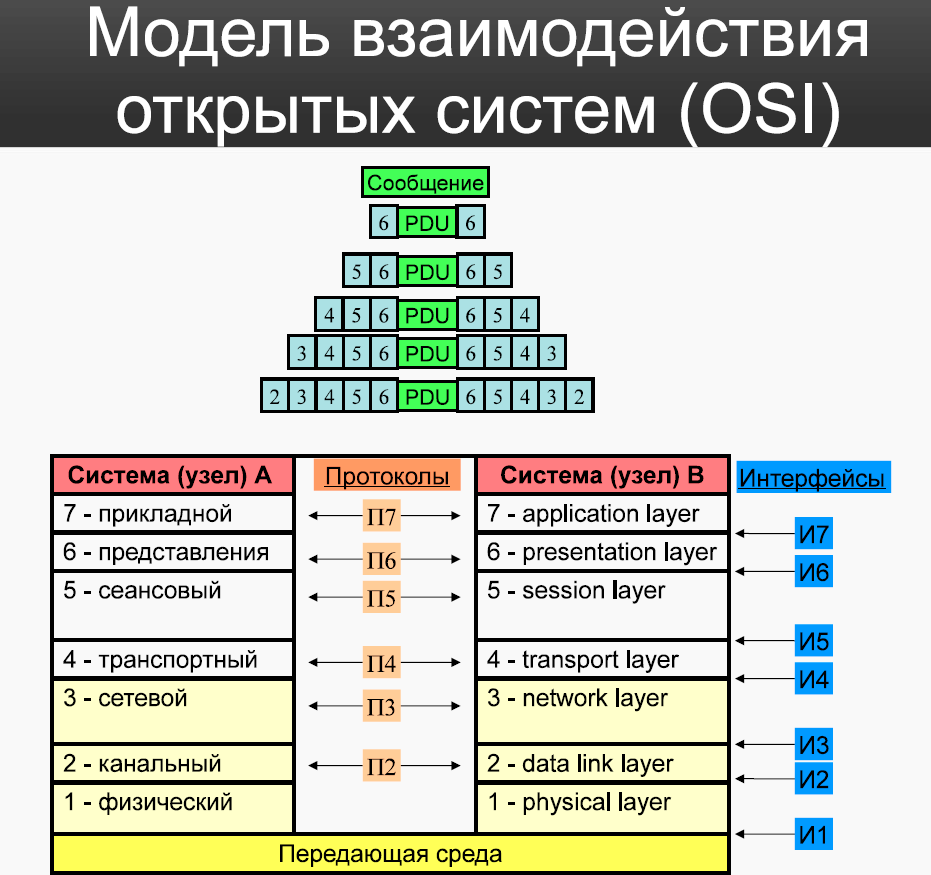 Модель взаимодействия
открытых систем (OSI)
Сообщение
6 PDU 6
5 6 PDU 6 5
4 5 6 PDU 6 5 4
3 4 5 6 PDU 6 5 4 3
2 3 4 5 6 PDU 6 5 4 3 2
Система (узел) А Протоколы Система (узел) В Интерфейсы
7 - прикладной П7 7 - application layer
И7
6 - представления П6 6 - presentation layer
И6
5 - сеансовый П5 5 - session layer
И5
4 - транспортный П4 4 - transport layer
И4
3 - сетевой П3 3 - network layer
И3
2 - канальный П2 2 - data link layer
И2
1 - физический 1 - physical layer
И1
Передающая среда